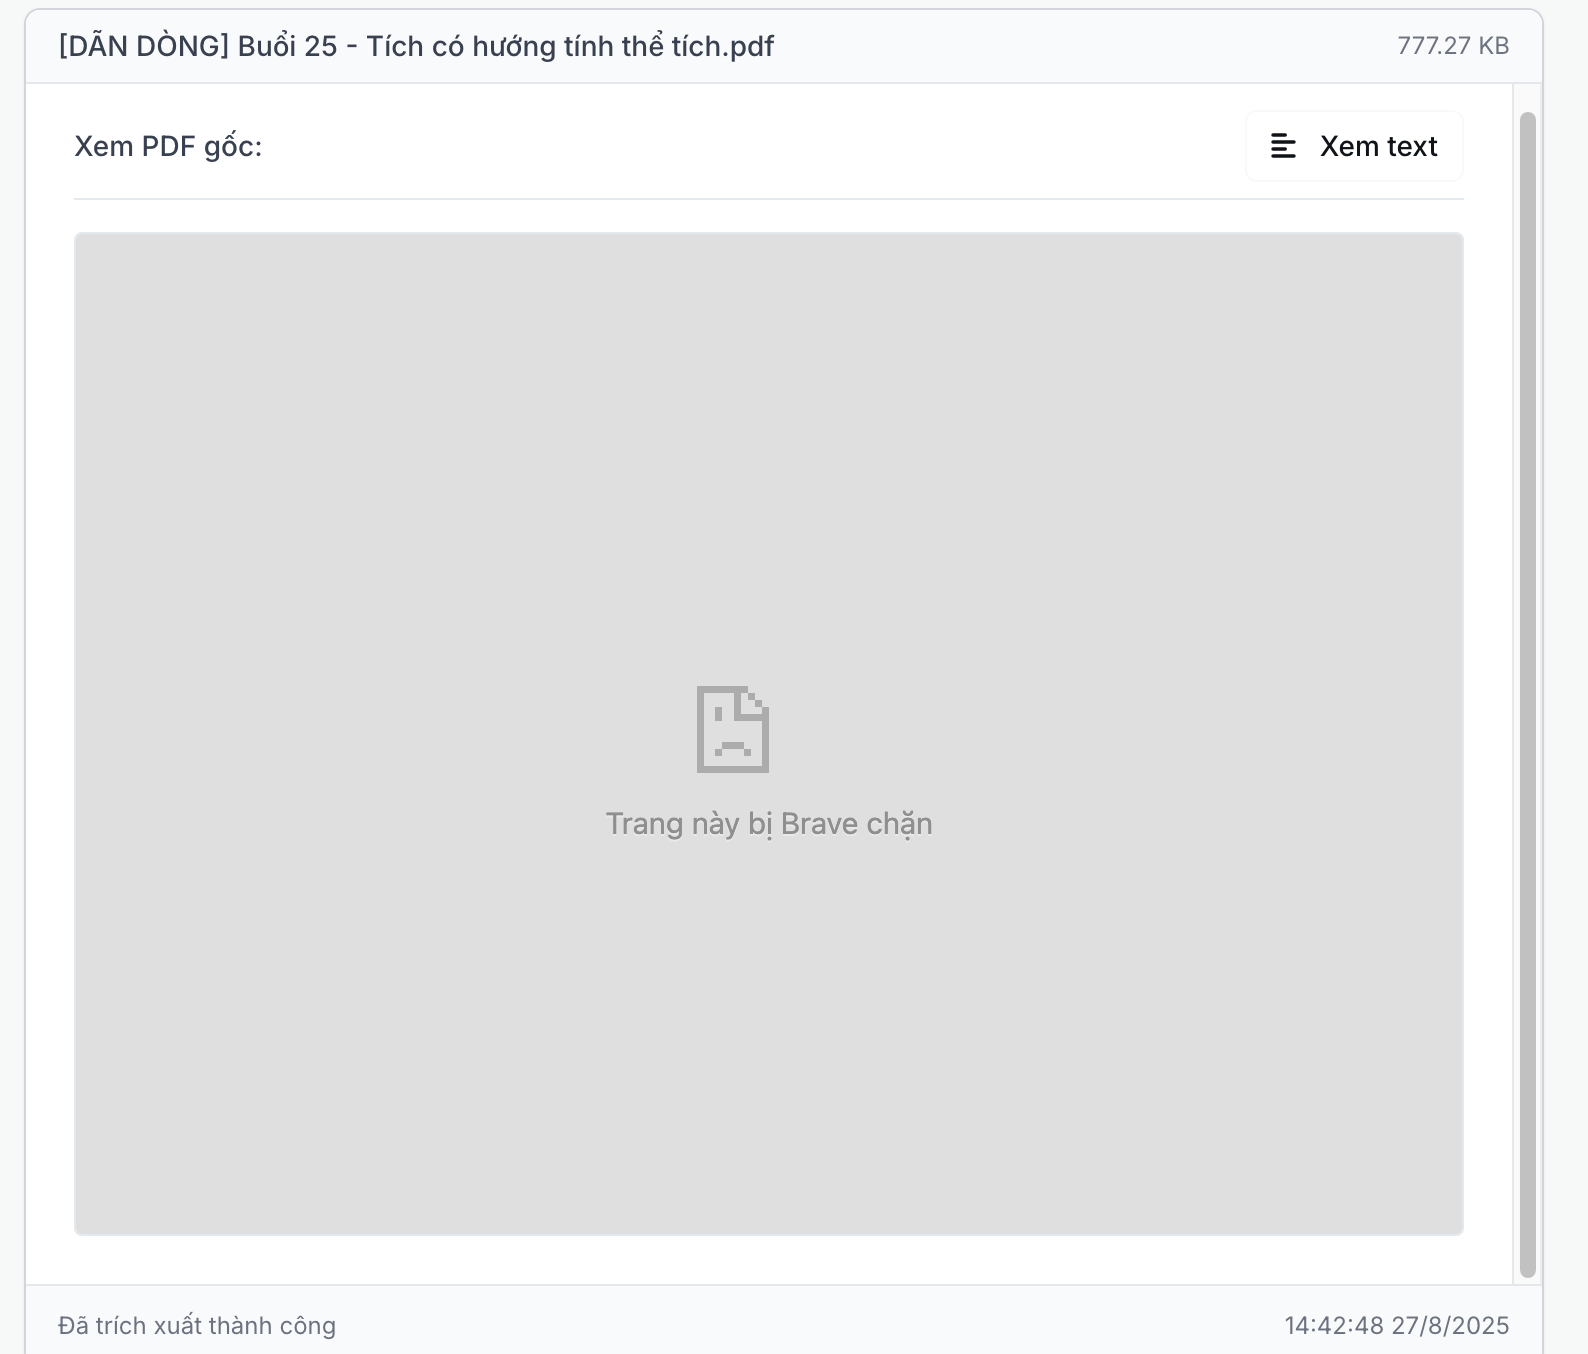 [DÃN DÒNG] Buổi 25 - Tích có hướng tính thể tích.pdf
777.27 KB
Xem PDF gốc:
Xem text
Trang này bị Brave chặn
Đã trích xuất thành công
14:42:48 27/8/2025